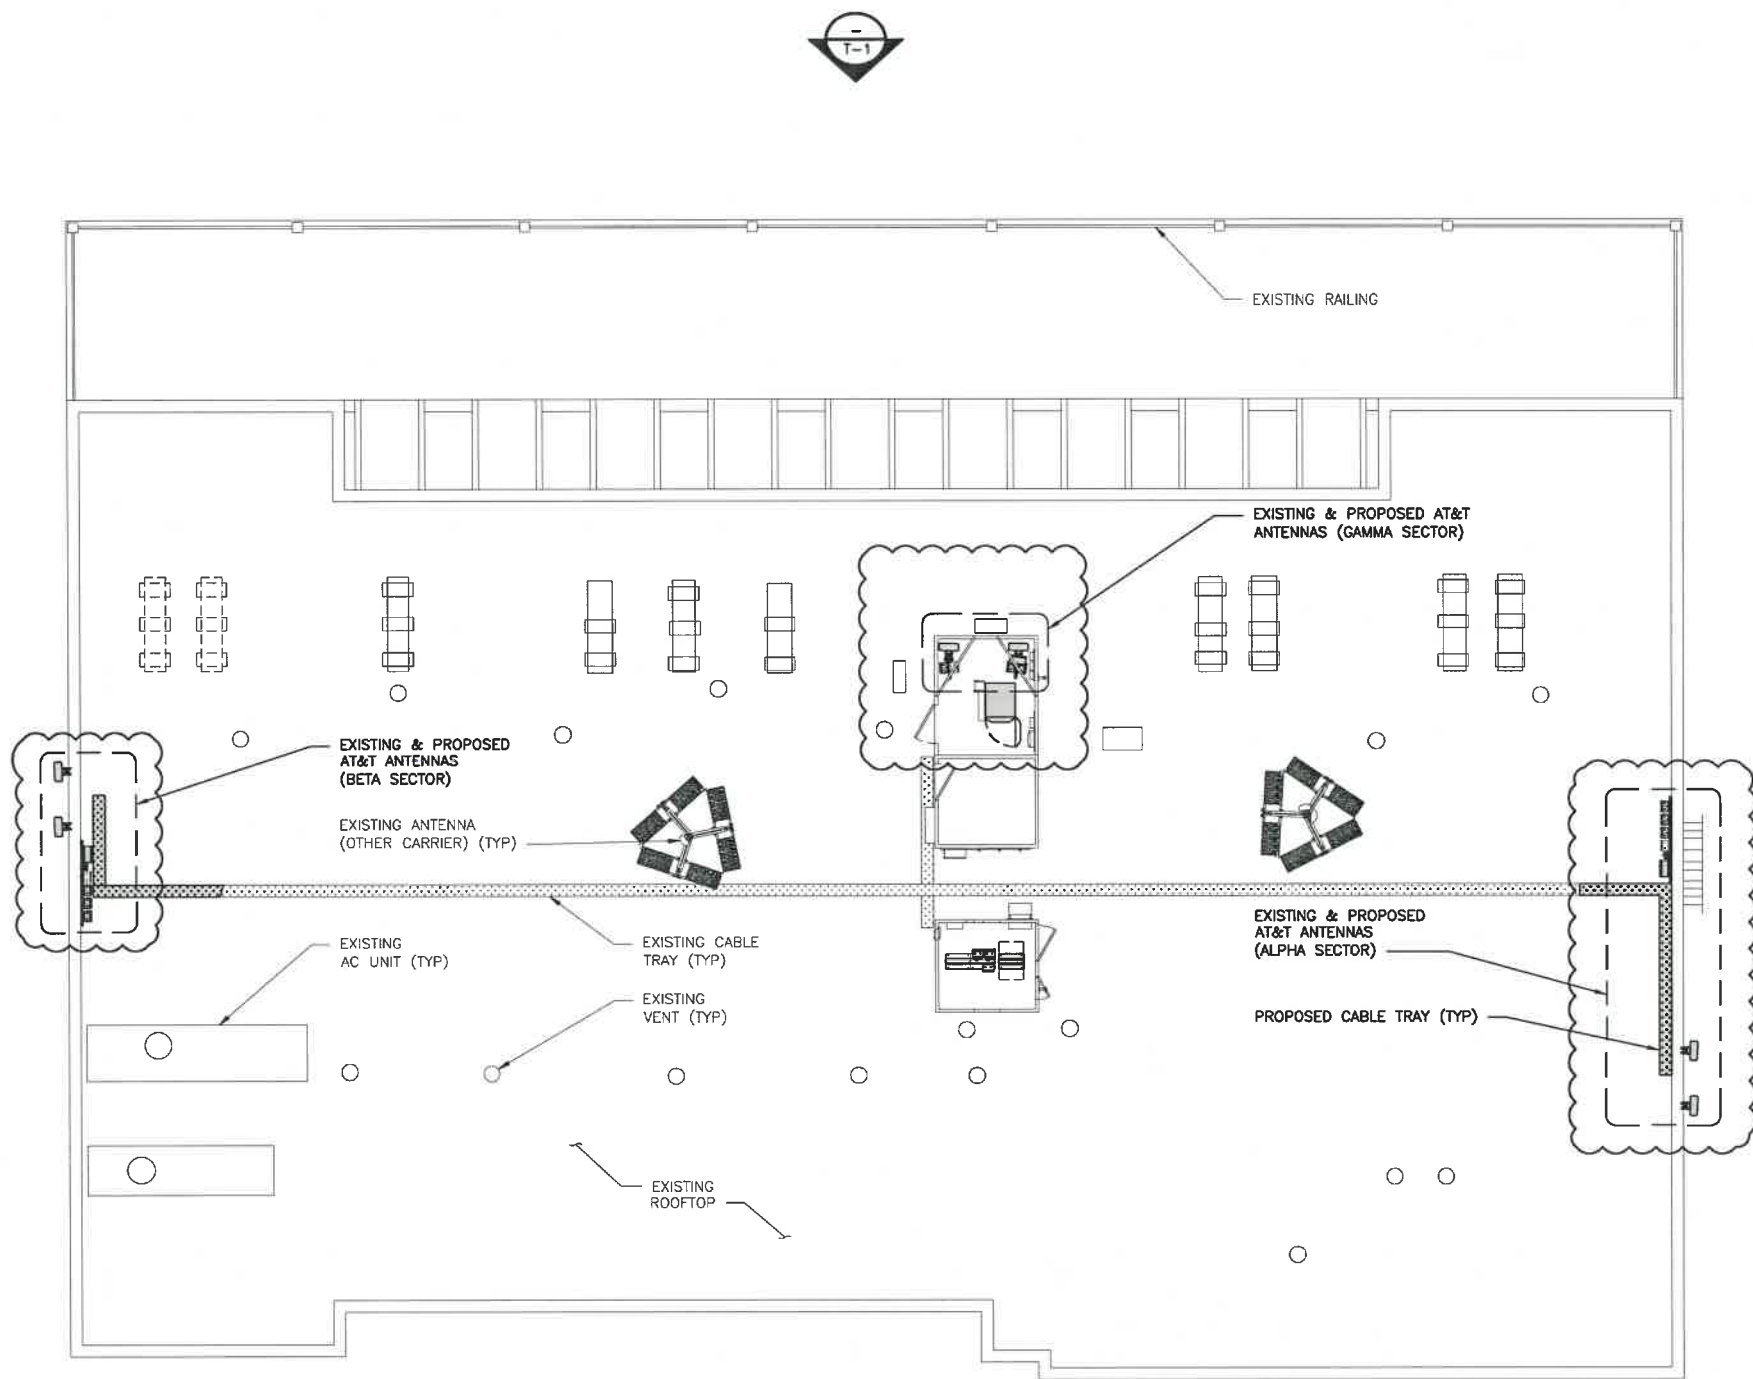 -
T-1
EXISTING RAILING
EXISTING & PROPOSED AT&T
ANTENNAS (GAMMA SECTOR)
EXISTING & PROPOSED
AT&T ANTENNAS
(BETA SECTOR)
EXISTING ANTENNA
(OTHER CARRIER) (TYP)
EXISTING
AC UNIT (TYP)
EXISTING CABLE
TRAY (TYP)
EXISTING
VENT (TYP)
EXISTING & PROPOSED
AT&T ANTENNAS
(ALPHA SECTOR)
PROPOSED CABLE TRAY (TYP)
EXISTING
ROOFTOP